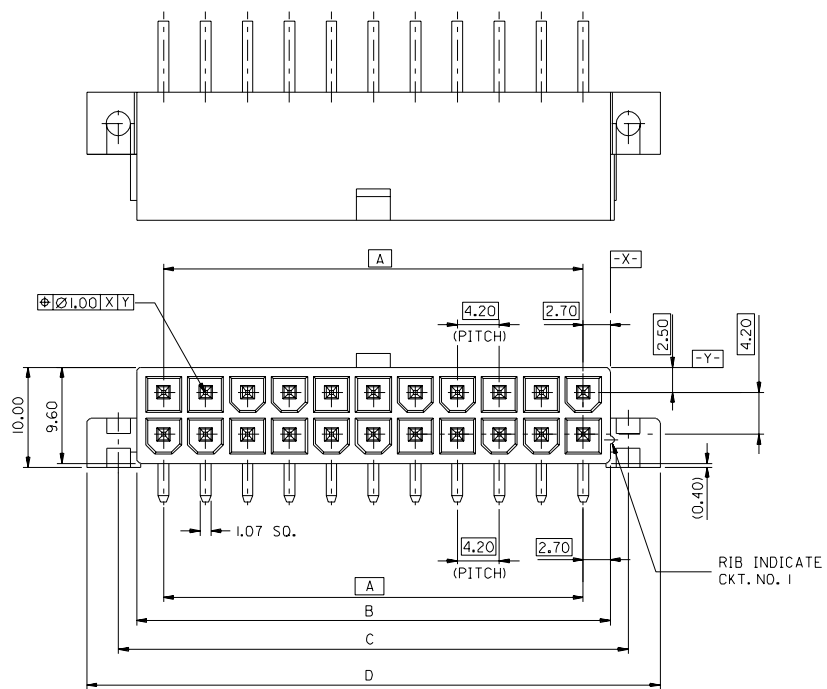 A
-X-
⌖ Ø1.00 X Y
4.20
(PITCH)
2.70
2.50
4.20
-Y-
10.00
9.60
(0.40)
1.07 SQ.
4.20
(PITCH)
2.70
RIB INDICATE
CKT. NO. 1
A
B
C
D